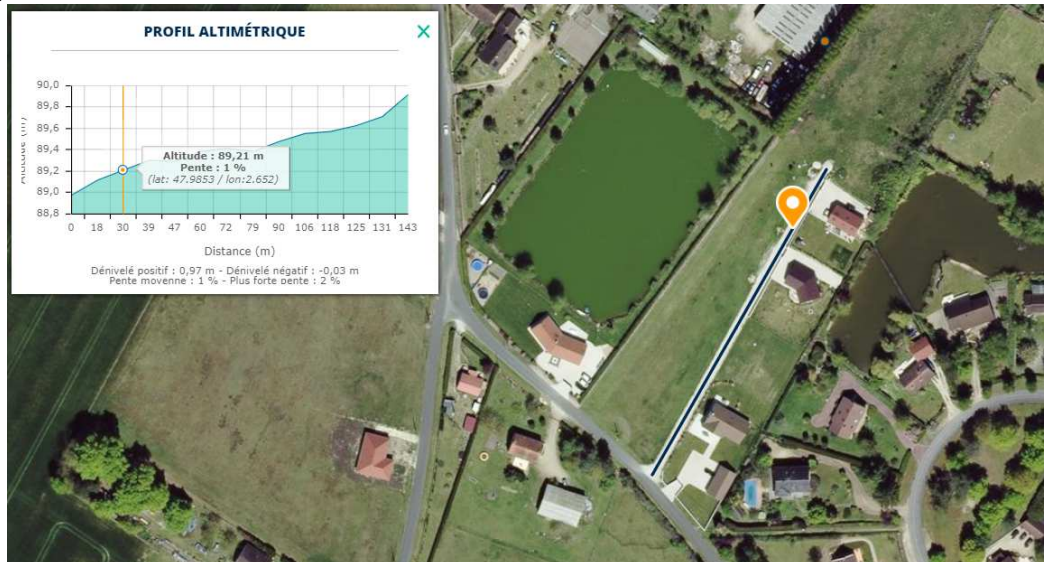 PROFIL ALTIMÉTRIQUE
90,0
89,8
89,6
89,4
89,2
89,0
88,8
Altitude : 89,21 m
Pente : 1 %
(lat: 47.9853 / lon:2.652)
0 18 30 39 47 60 72 79 90 106 118 125 131 143
Distance (m)
Dénivelé positif : 0,97 m - Dénivelé négatif : -0,03 m
Pente moyenne : 1 % - Plus forte pente : 2 %